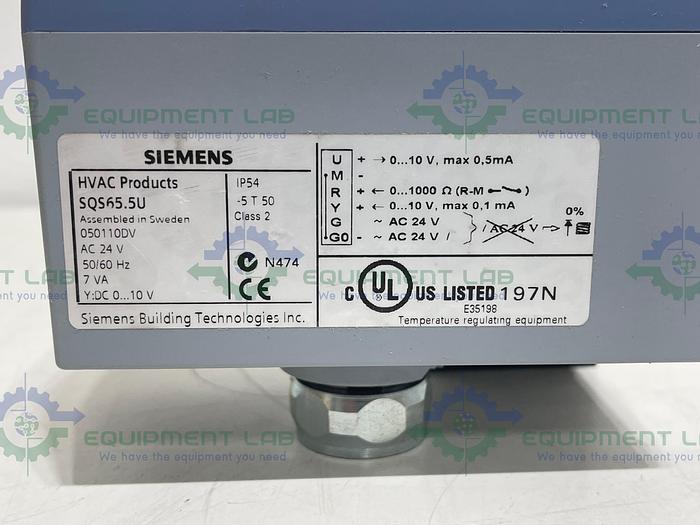 SIEMENS
HVAC Products
SQS65.5U
Assembled in Sweden
050110DV
AC 24 V
50/60 Hz
7 VA
Y:DC 0...10 V
IP54
-5 T 50
Class 2
N474
CE
Siemens Building Technologies Inc.
U + → 0...10 V, max 0,5mA
M -
R + ← 0...1000 Ω (R-M)
Y + ← 0...10 V, max 0,1 mA
G ~ AC 24 V
G0 - ~ AC 24 V /
/ AC 24 V → 0%
C UL US LISTED 197N
E35198
Temperature regulating equipment
EQUIPMENT LAB
We have the equipment you need